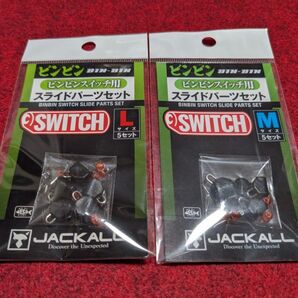 ビンビン BIN-BIN
ビンビンスイッチ用
スライドパーツセット
BINBIN SWITCH SLIDE PARTS SET
SWITCH
L
サイズ
5セット
JACKALL
Discover the Unexpected
ビンビン BIN-BIN
ビンビンスイッチ用
スライドパーツセット
BINBIN SWITCH SLIDE PARTS SET
SWITCH
M
サイズ
5セット
JACKALL
Discover the Unexpected